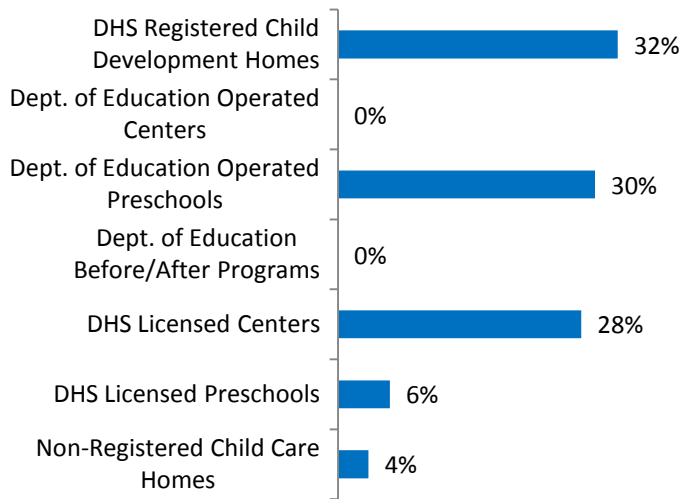 DHS Registered Child
Development Homes
32%
Dept. of Education Operated
Centers
0%
Dept. of Education Operated
Preschools
30%
Dept. of Education
Before/After Programs
0%
DHS Licensed Centers
28%
DHS Licensed Preschools
6%
Non-Registered Child Care
Homes
4%